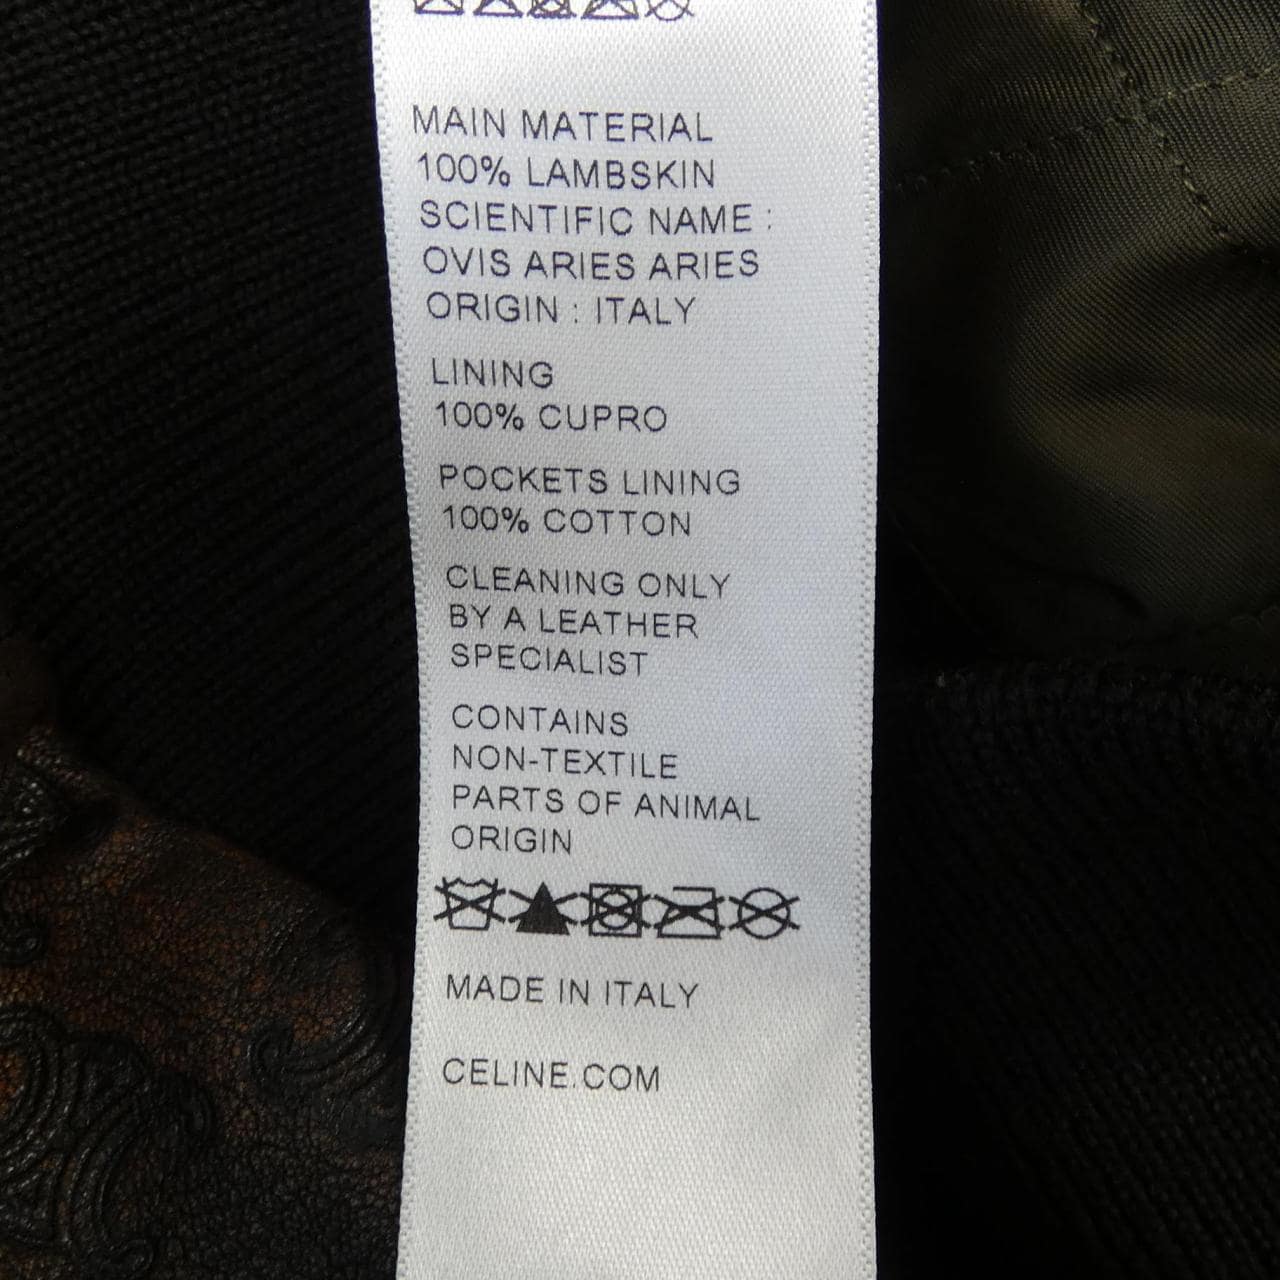 MAIN MATERIAL
100% LAMBSKIN
SCIENTIFIC NAME :
OVIS ARIES ARIES
ORIGIN : ITALY
LINING
100% CUPRO
POCKETS LINING
100% COTTON
CLEANING ONLY
BY A LEATHER
SPECIALIST
CONTAINS
NON-TEXTILE
PARTS OF ANIMAL
ORIGIN
MADE IN ITALY
CELINE.COM